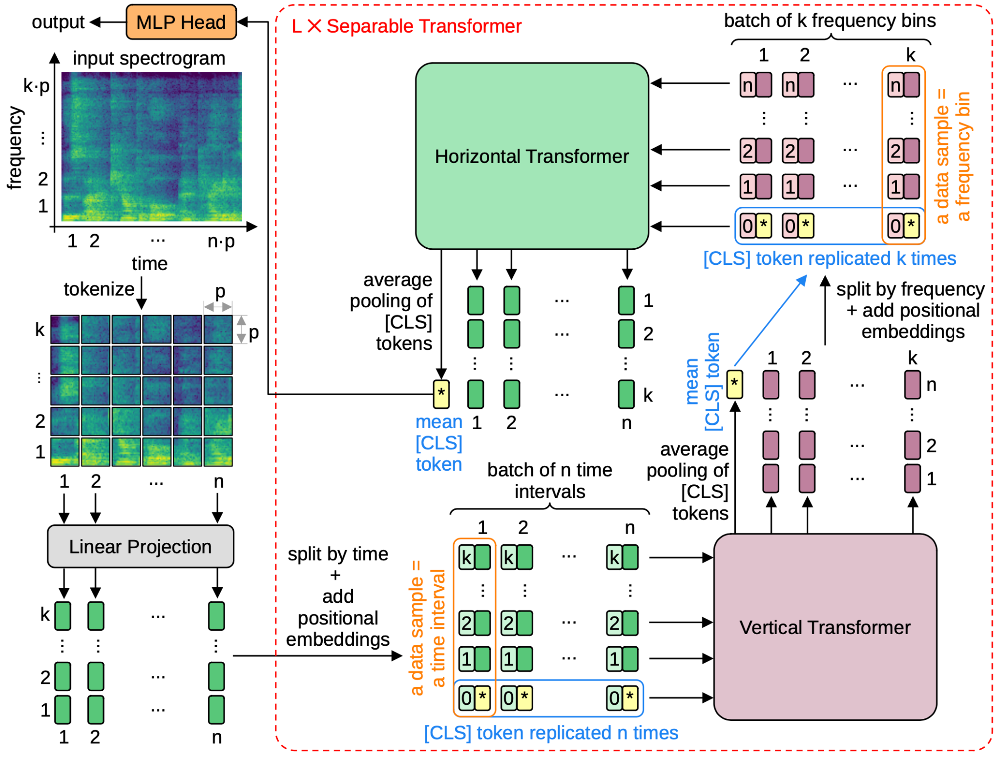 output
MLP Head
input spectrogram
frequency
k·p
⋮
2
1
1 2 ... n·p
time
tokenize
p
p
k
⋮
2
1
1 2 ... n
Linear Projection
k ...
⋮ ⋮ ⋮
2 ...
1 ...
1 2 n
L × Separable Transformer
split by time
+
add
positional
embeddings
batch of n time
intervals
1 2 n
k k ... k
⋮ ⋮ ⋮
2 2 ... 2
1 1 ... 1
0 * 0 * 0 *
a data sample =
a time interval
[CLS] token replicated n times
Vertical Transformer
average
pooling of
[CLS]
tokens
mean
[CLS] token
1 2 k
* ... n
⋮ ⋮ ⋮
... 2
... 1
split by frequency
+ add positional
embeddings
batch of k frequency bins
1 2 k
n n ... n
⋮ ⋮ ⋮
2 2 ... 2
1 1 ... 1
0 * 0 * 0 *
a data sample =
a frequency bin
[CLS] token replicated k times
Horizontal Transformer
average
pooling of
[CLS]
tokens
... 1
... 2
⋮ ⋮ ⋮
* ... k
1 2 n
mean
[CLS]
token